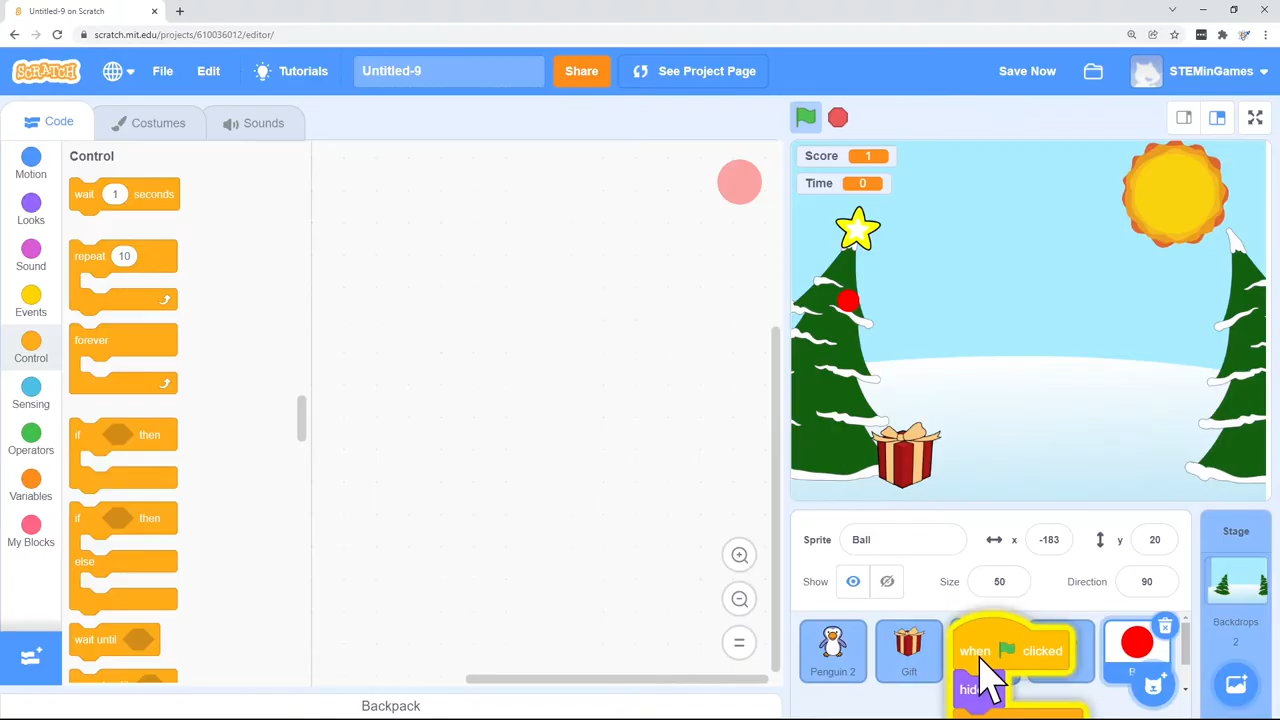 Untitled-9 on Scratch
scratch.mit.edu/projects/610036012/editor/
SCRATCH
File
Edit
Tutorials
Untitled-9
Share
See Project Page
Save Now
STEMinGames
Code
Costumes
Sounds
Motion
Looks
Sound
Events
Control
Sensing
Operators
Variables
My Blocks
Control
wait 1 seconds
repeat 10
forever
if then
if then
else
wait until
Score 1
Time 0
Sprite Ball x -183 y 20
Show Size 50 Direction 90
Penguin 2
Gift
when clicked
Stage
Backdrops
2
Backpack